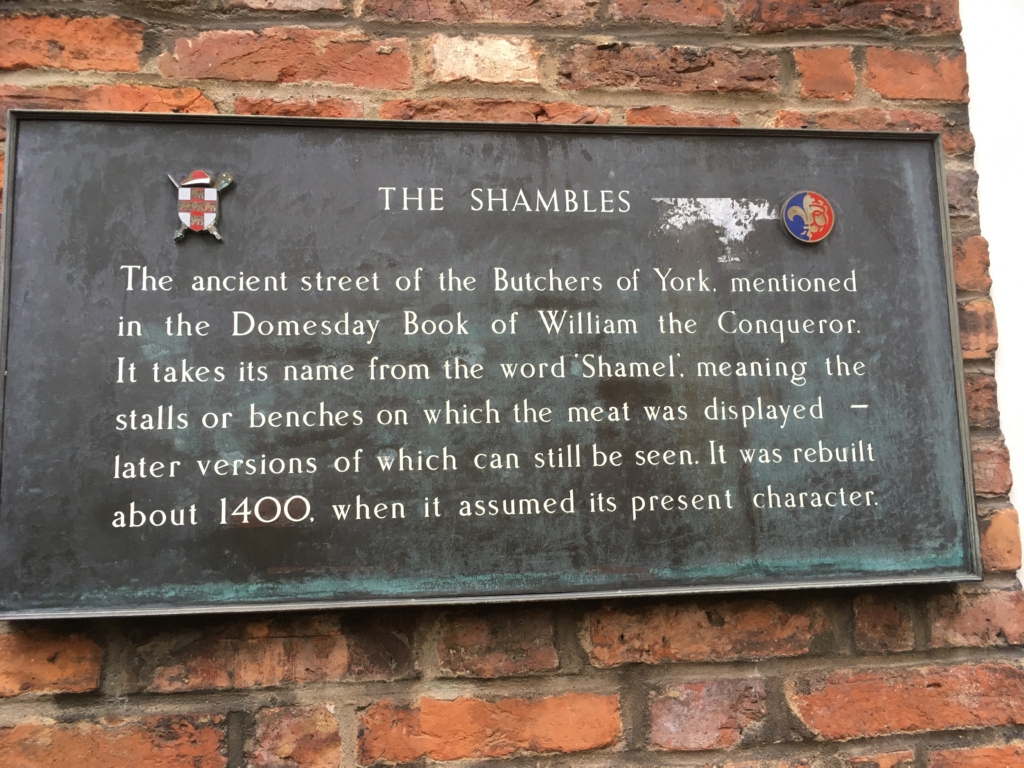 THE SHAMBLES
The ancient street of the Butchers of York, mentioned
in the Domesday Book of William the Conqueror.
It takes its name from the word 'Shamel', meaning the
stalls or benches on which the meat was displayed –
later versions of which can still be seen. It was rebuilt
about 1400, when it assumed its present character.